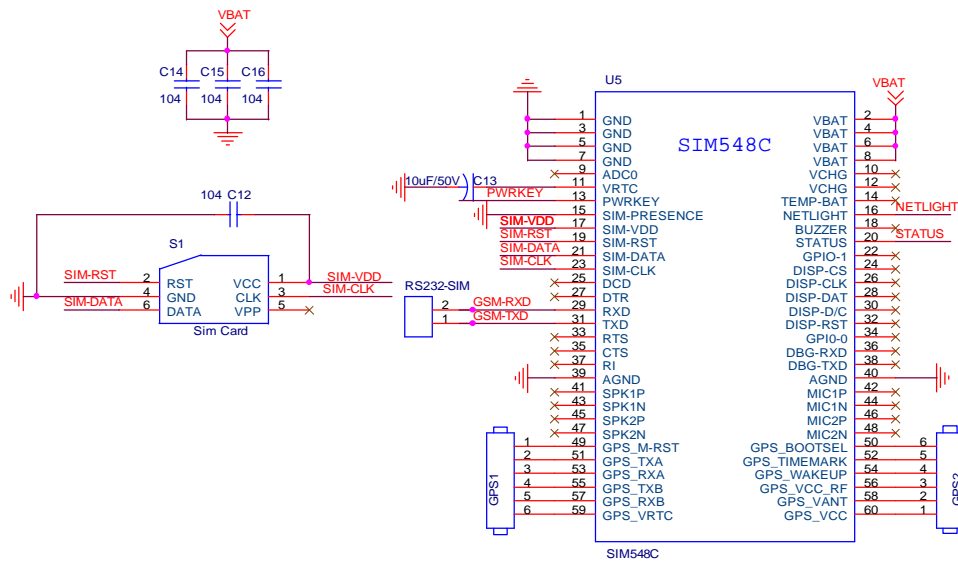 VBAT
C14 C15 C16
104 104 104
U5
VBAT
SIM548C
1 GND VBAT 2
3 GND VBAT 4
5 GND VBAT 6
7 GND VBAT 8
9 ADC0 VCHG 10
10uF/50V C13 11 VRTC VCHG 12
PWRKEY 13 PWRKEY TEMP-BAT 14
15 SIM-PRESENCE NETLIGHT 16 NETLIGHT
SIM-VDD 17 SIM-VDD BUZZER 18
SIM-RST 19 SIM-RST STATUS 20 STATUS
SIM-DATA 21 SIM-DATA GPIO-1 22
SIM-CLK 23 SIM-CLK DISP-CS 24
25 DCD DISP-CLK 26
27 DTR DISP-DAT 28
GSM-RXD 29 RXD DISP-D/C 30
GSM-TXD 31 TXD DISP-RST 32
33 RTS GPI0-0 34
35 CTS DBG-RXD 36
37 RI DBG-TXD 38
39 AGND AGND 40
41 SPK1P MIC1P 42
43 SPK1N MIC1N 44
45 SPK2P MIC2P 46
47 SPK2N MIC2N 48
1 49 GPS_M-RST GPS_BOOTSEL 50 6
2 51 GPS_TXA GPS_TIMEMARK 52 5
3 53 GPS_RXA GPS_WAKEUP 54 4
4 55 GPS_TXB GPS_VCC_RF 56 3
5 57 GPS_RXB GPS_VANT 58 2
6 59 GPS_VRTC GPS_VCC 60 1
GPS1
GPS2
SIM548C
104 C12
S1
SIM-RST 2 RST VCC 1 SIM-VDD
4 GND CLK 3 SIM-CLK
SIM-DATA 6 DATA VPP 5
Sim Card
RS232-SIM
2
1